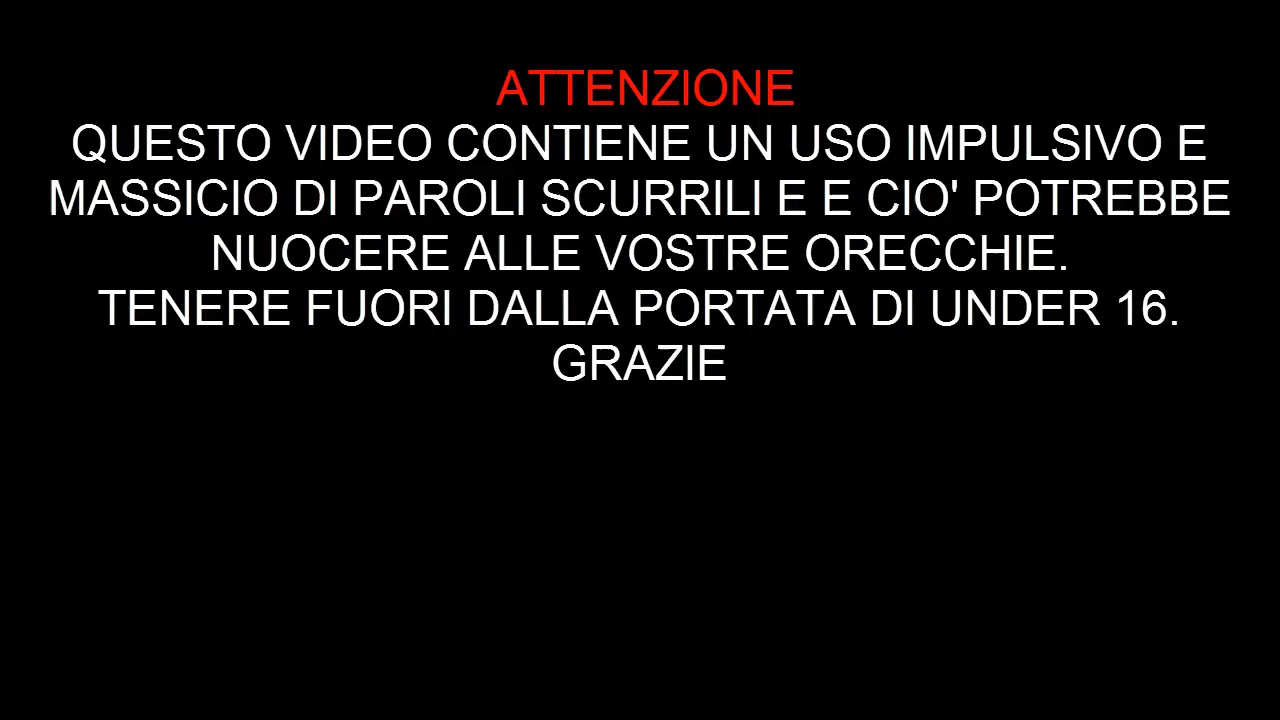 ATTENZIONE
QUESTO VIDEO CONTIENE UN USO IMPULSIVO E
MASSICIO DI PAROLI SCURRILI E E CIO' POTREBBE
NUOCERE ALLE VOSTRE ORECCHIE.
TENERE FUORI DALLA PORTATA DI UNDER 16.
GRAZIE